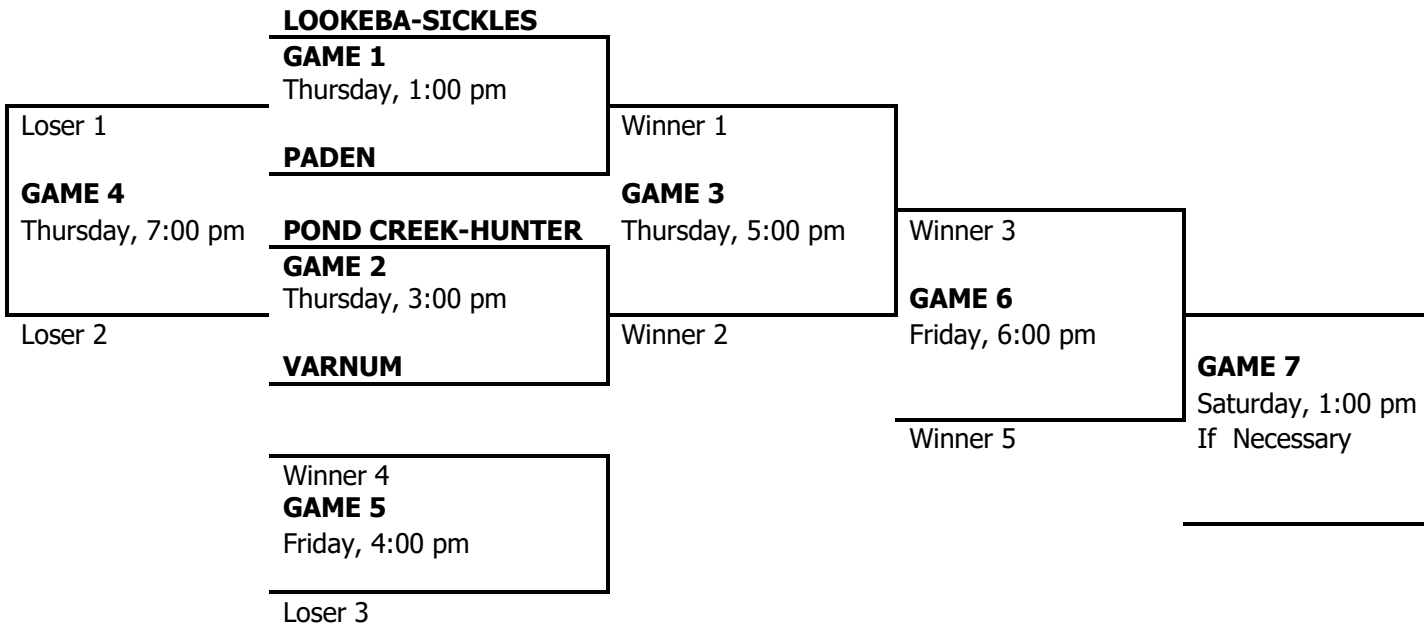 LOOKEBA-SICKLES
GAME 1
Thursday, 1:00 pm
Loser 1
Winner 1
PADEN
GAME 4
GAME 3
Thursday, 7:00 pm
POND CREEK-HUNTER
Thursday, 5:00 pm
Winner 3
GAME 2
Thursday, 3:00 pm
GAME 6
Loser 2
Winner 2
Friday, 6:00 pm
VARNUM
GAME 7
Saturday, 1:00 pm
Winner 5
If Necessary
Winner 4
GAME 5
Friday, 4:00 pm
Loser 3